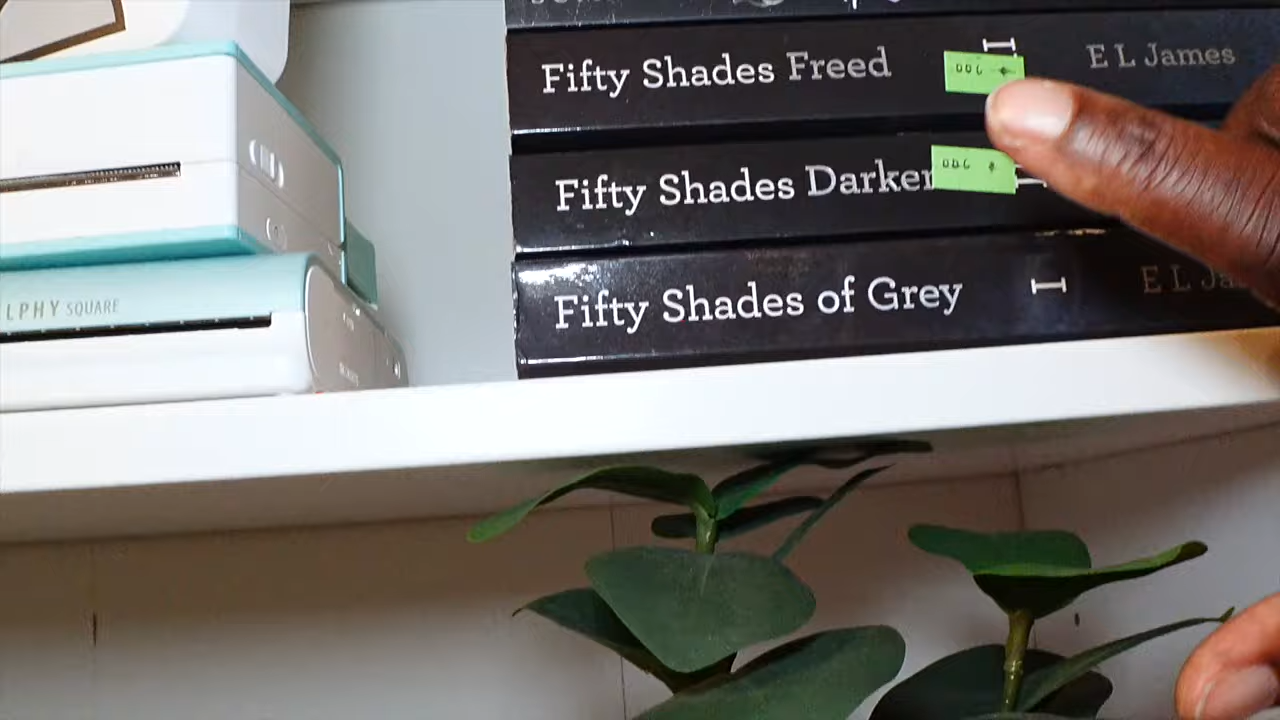 Fifty Shades Freed E L James
Fifty Shades Darker
Fifty Shades of Grey E L
LPHY SQUARE